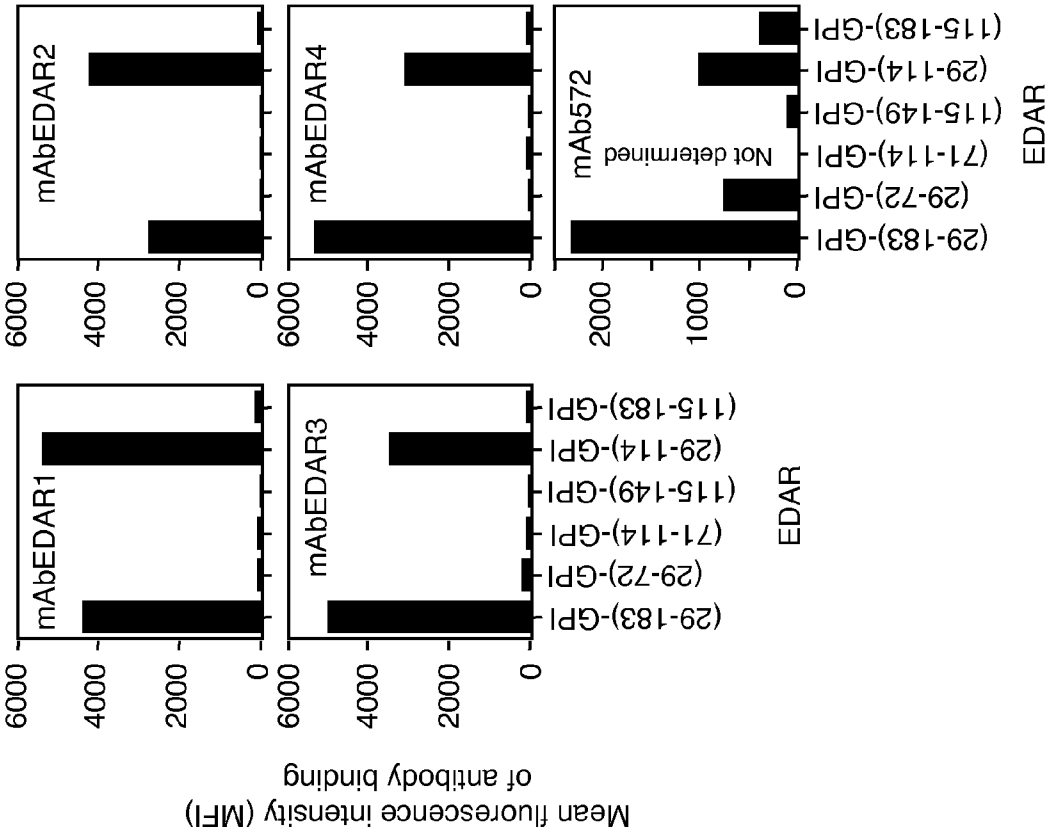 Mean fluorescence intensity (MFI)
of antibody binding
6000
4000
2000
0
mAbEDAR1
6000
4000
2000
0
mAbEDAR3
(29-183)-GPI
(29-72)-GPI
(71-114)-GPI
(115-149)-GPI
(29-114)-GPI
(115-183)-GPI
EDAR
6000
4000
2000
0
mAbEDAR2
6000
4000
2000
0
mAbEDAR4
2000
1000
0
mAb572
Not determined
(29-183)-GPI
(29-72)-GPI
(71-114)-GPI
(115-149)-GPI
(29-114)-GPI
(115-183)-GPI
EDAR